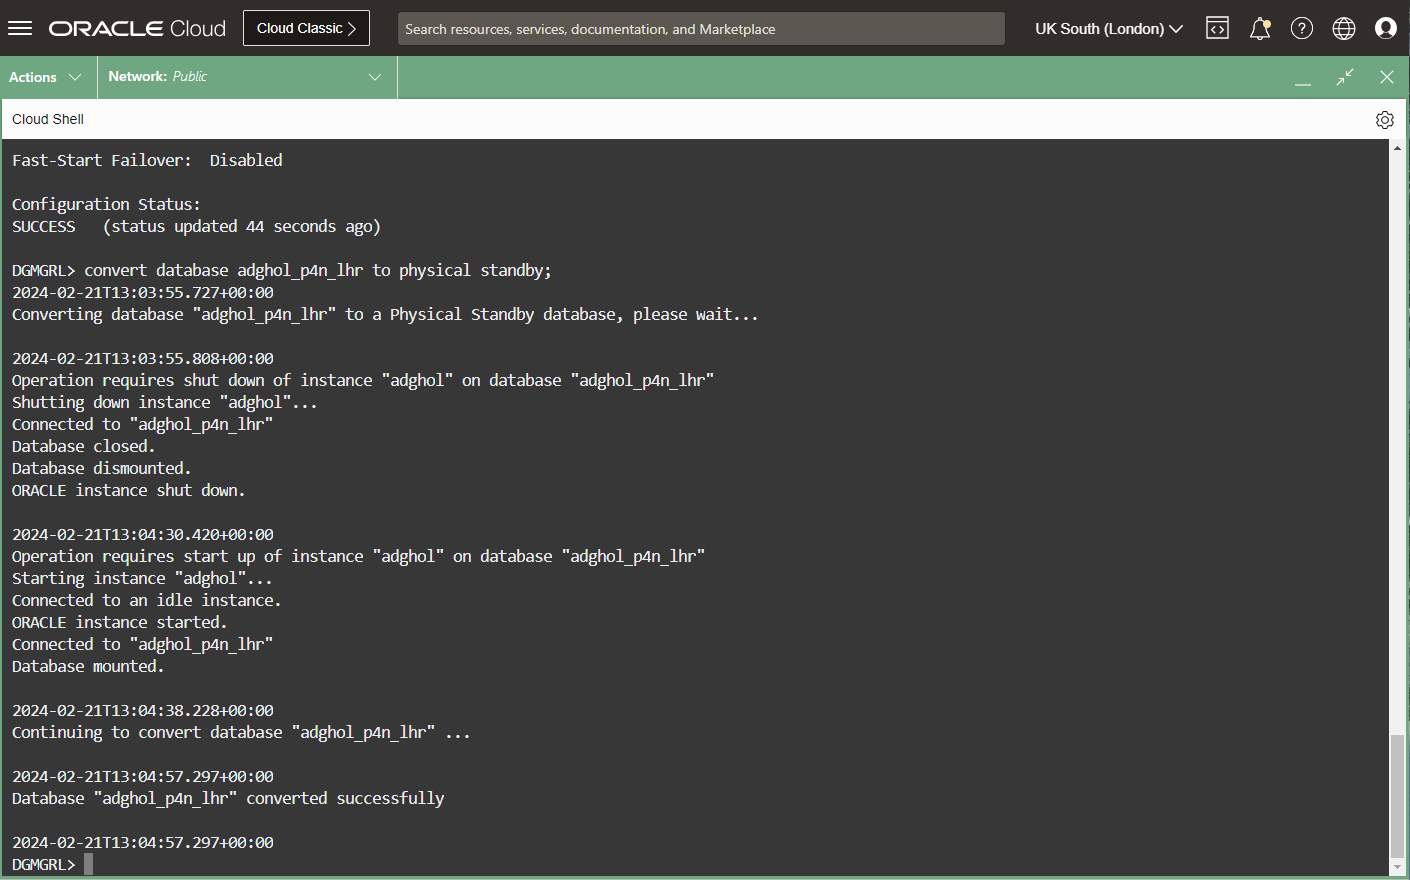 ORACLE Cloud
Cloud Classic
Search resources, services, documentation, and Marketplace
UK South (London)
Actions
Network: Public
Cloud Shell
Fast-Start Failover:  Disabled
Configuration Status:
SUCCESS   (status updated 44 seconds ago)
DGMGRL> convert database adghol_p4n_lhr to physical standby;
2024-02-21T13:03:55.727+00:00
Converting database "adghol_p4n_lhr" to a Physical Standby database, please wait...
2024-02-21T13:03:55.808+00:00
Operation requires shut down of instance "adghol" on database "adghol_p4n_lhr"
Shutting down instance "adghol"...
Connected to "adghol_p4n_lhr"
Database closed.
Database dismounted.
ORACLE instance shut down.
2024-02-21T13:04:30.420+00:00
Operation requires start up of instance "adghol" on database "adghol_p4n_lhr"
Starting instance "adghol"...
Connected to an idle instance.
ORACLE instance started.
Connected to "adghol_p4n_lhr"
Database mounted.
2024-02-21T13:04:38.228+00:00
Continuing to convert database "adghol_p4n_lhr" ...
2024-02-21T13:04:57.297+00:00
Database "adghol_p4n_lhr" converted successfully
2024-02-21T13:04:57.297+00:00
DGMGRL>